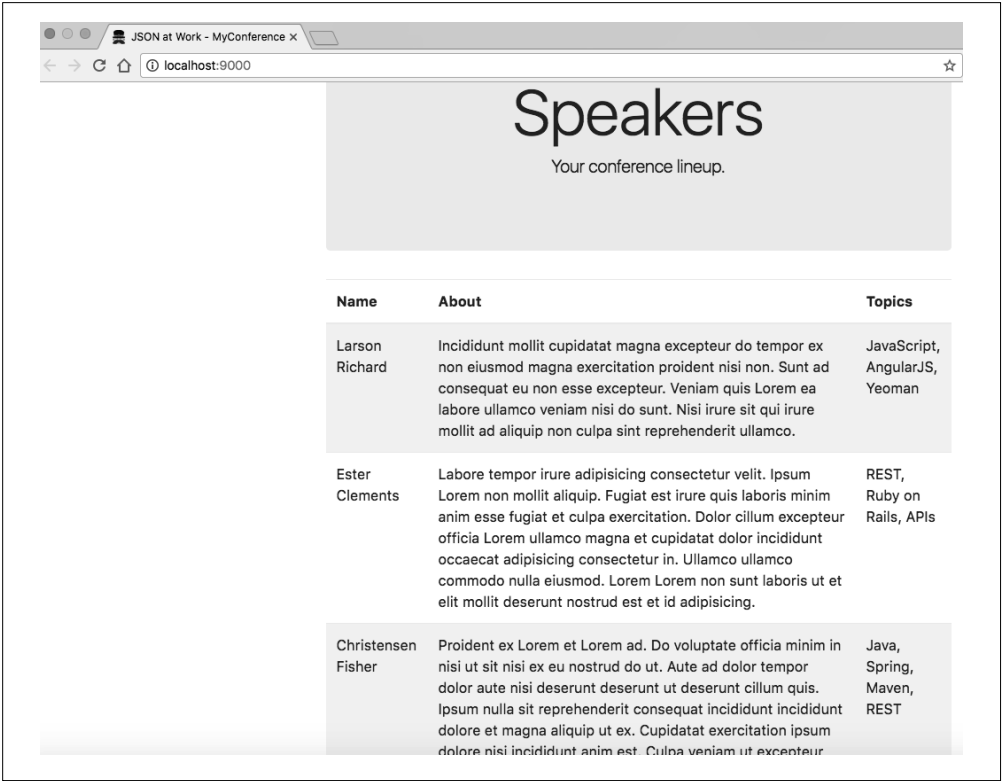 JSON at Work - MyConference
localhost:9000
Speakers
Your conference lineup.
Name About Topics
Larson Richard
Incididunt mollit cupidatat magna excepteur do tempor ex
non eiusmod magna exercitation proident nisi non. Sunt ad
consequat eu non esse excepteur. Veniam quis Lorem ea
labore ullamco veniam nisi do sunt. Nisi irure sit qui irure
mollit ad aliquip non culpa sint reprehenderit ullamco.
JavaScript,
AngularJS,
Yeoman
Ester
Clements
Labore tempor irure adipisicing consectetur velit. Ipsum
Lorem non mollit aliquip. Fugiat est irure quis laboris minim
anim esse fugiat et culpa exercitation. Dolor cillum excepteur
officia Lorem ullamco magna et cupidatat dolor incididunt
occaecat adipisicing consectetur in. Ullamco ullamco
commodo nulla eiusmod. Lorem Lorem non sunt laboris ut et
elit mollit deserunt nostrud est et id adipisicing.
REST,
Ruby on
Rails, APIs
Christensen
Fisher
Proident ex Lorem et Lorem ad. Do voluptate officia minim in
nisi ut sit nisi ex eu nostrud do ut. Aute ad dolor tempor
dolor aute nisi deserunt deserunt ut deserunt cillum quis.
Ipsum nulla sit reprehenderit consequat incididunt incididunt
dolore et magna aliquip ut ex. Cupidatat exercitation ipsum
dolore nisi incididunt anim est. Culpa veniam ut excepteur
Java,
Spring,
Maven,
REST